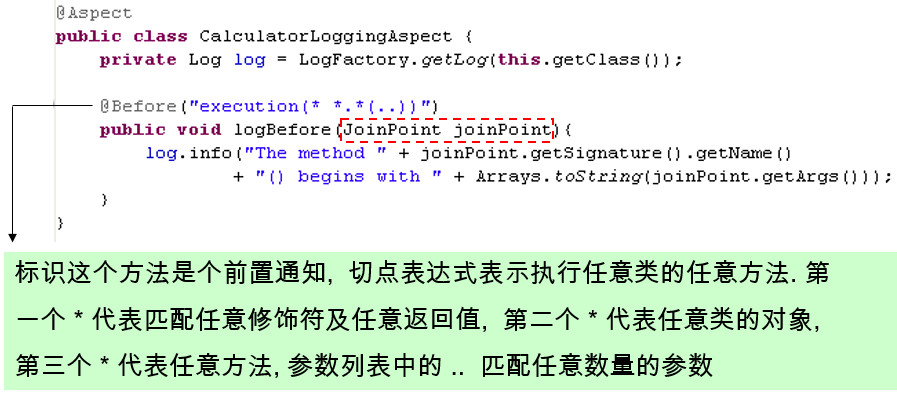 @Aspect
public class CalculatorLoggingAspect {
private Log log = LogFactory.getLog(this.getClass());
@Before("execution(* *.*(..))")
public void logBefore(JoinPoint joinPoint){
log.info("The method " + joinPoint.getSignature().getName()
+ "() begins with " + Arrays.toString(joinPoint.getArgs()));
}
}
标识这个方法是个前置通知, 切点表达式表示执行任意类的任意方法. 第
一个 * 代表匹配任意修饰符及任意返回值, 第二个 * 代表任意类的对象,
第三个 * 代表任意方法, 参数列表中的 .. 匹配任意数量的参数